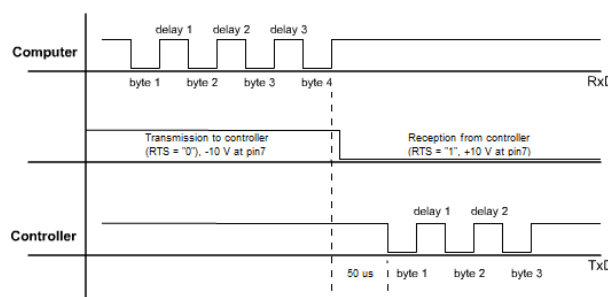 delay 1 delay 2 delay 3
Computer
byte 1 byte 2 byte 3 byte 4
RxD
Transmission to controller
(RTS = "0"), -10 V at pin7
Reception from controller
(RTS = "1", +10 V at pin7)
delay 1 delay 2
Controller
TxD
50 us byte 1 byte 2 byte 3